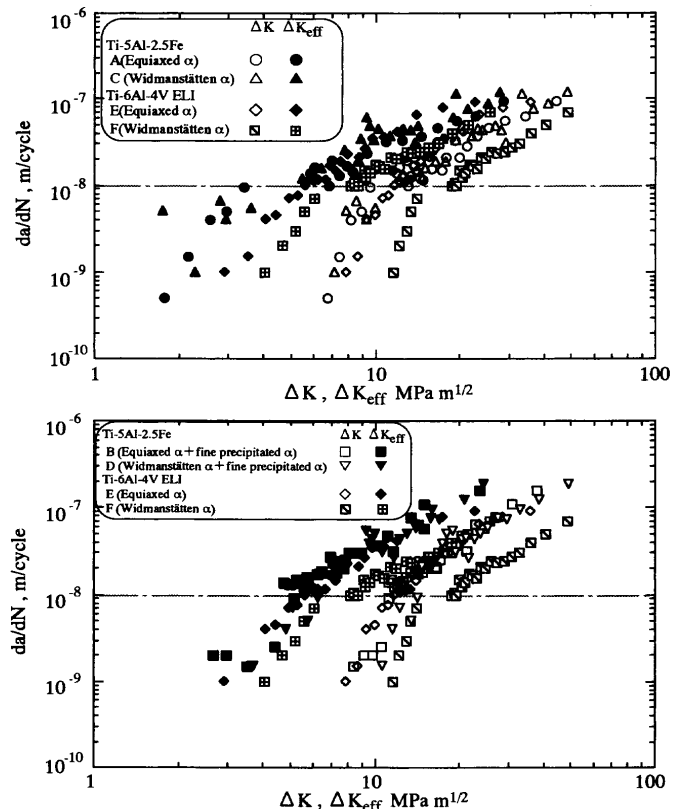 10-6
ΔK ΔKeff
Ti-5Al-2.5Fe
A(Equiaxed α)
C (Widmanstätten α)
Ti-6Al-4V ELI
E(Equiaxed α)
F(Widmanstätten α)
10-7
10-8
10-9
10-10
da/dN , m/cycle
1 10 100
ΔK , ΔKeff MPa m1/2
10-6
Ti-5Al-2.5Fe ΔK ΔKeff
B (Equiaxed α + fine precipitated α)
D (Widmanstätten α + fine precipitated α)
Ti-6Al-4V ELI
E (Equiaxed α)
F (Widmanstätten α)
10-7
10-8
10-9
10-10
da/dN, m/cycle
1 10 100
ΔK, ΔKeff MPa m1/2